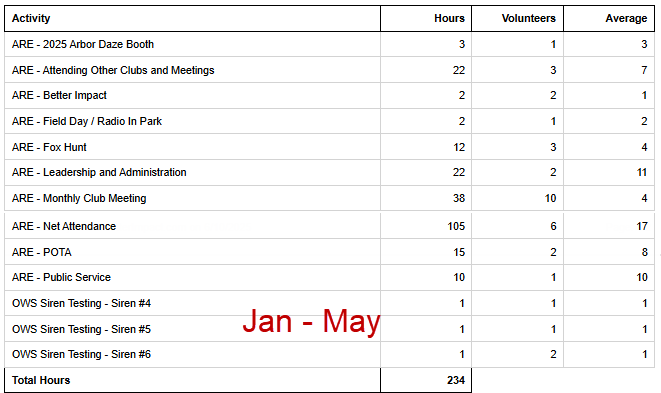 Activity Hours Volunteers Average
ARE - 2025 Arbor Daze Booth 3 1 3
ARE - Attending Other Clubs and Meetings 22 3 7
ARE - Better Impact 2 2 1
ARE - Field Day / Radio In Park 2 1 2
ARE - Fox Hunt 12 3 4
ARE - Leadership and Administration 22 2 11
ARE - Monthly Club Meeting 38 10 4
ARE - Net Attendance 105 6 17
ARE - POTA 15 2 8
ARE - Public Service 10 1 10
OWS Siren Testing - Siren #4 1 1 1
Jan - May
OWS Siren Testing - Siren #5 1 1 1
OWS Siren Testing - Siren #6 1 2 1
Total Hours 234